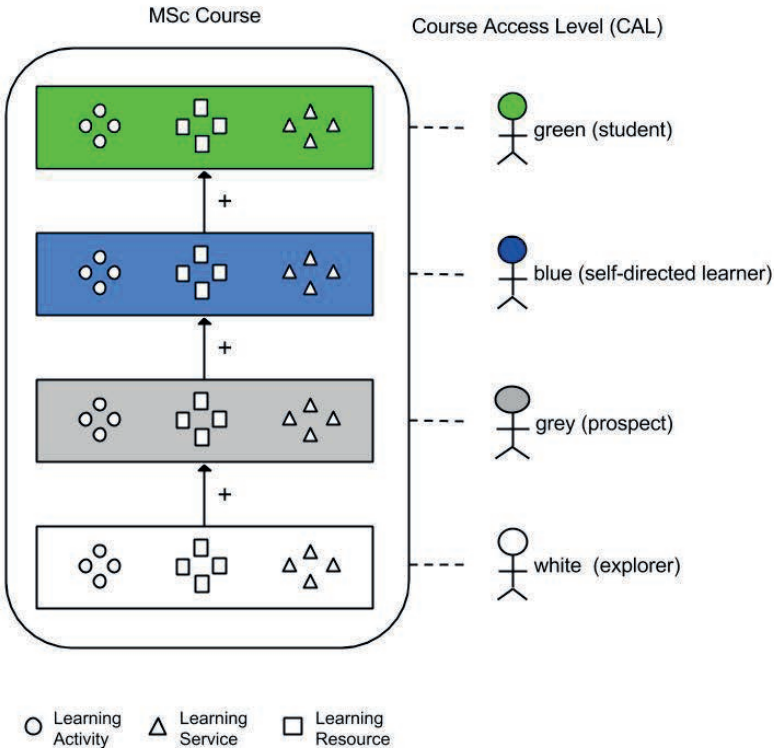 MSc Course
Course Access Level (CAL)
green (student)
+
blue (self-directed learner)
+
grey (prospect)
+
white (explorer)
Learning
Activity
Learning
Service
Learning
Resource